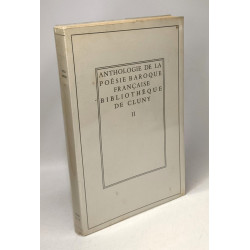 ANTHOLOGIE DE LA
POÉSIE BAROQUE
FRANÇAISE
BIBLIOTHÈQUE
DE CLUNY
II